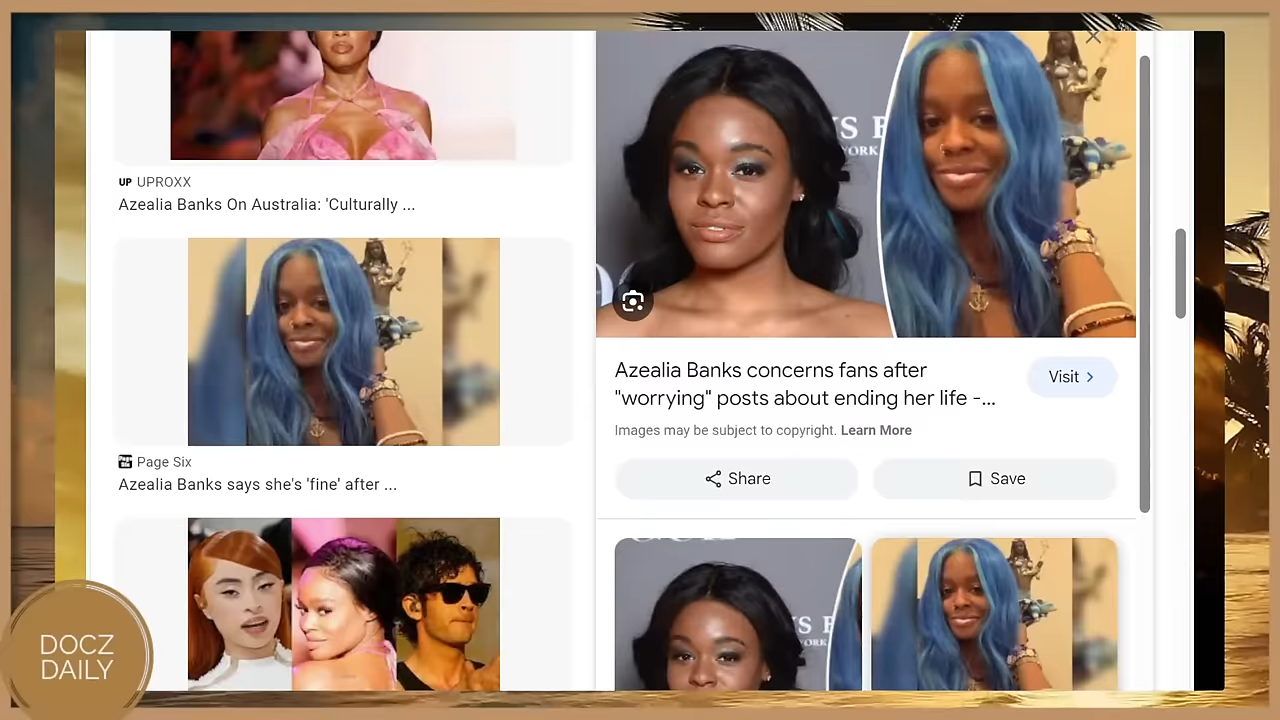 UP UPROXX
Azealia Banks On Australia: 'Culturally ...
Page Six
Azealia Banks says she's 'fine' after ...
S B
ORK
Azealia Banks concerns fans after
"worrying" posts about ending her life -...
Visit
Images may be subject to copyright. Learn More
Share
Save
S B
ORK
DOCZ
DAILY